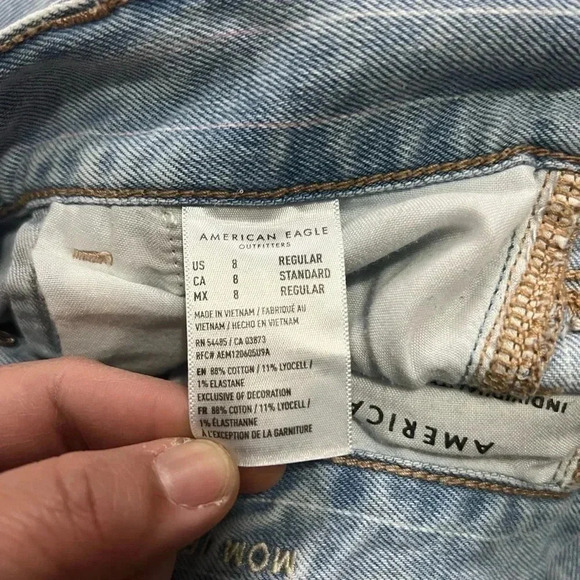 AMERICAN EAGLE
OUTFITTERS
US 8 REGULAR
CA 8 STANDARD
MX 8 REGULAR
MADE IN VIETNAM / FABRIQUÉ AU
VIETNAM / HECHO EN VIETNAM
RN 54485 / CA 03873
RFC# AEM120605U9A
EN 88% COTTON / 11% LYOCELL /
1% ELASTANE
EXCLUSIVE OF DECORATION
FR 88% COTON / 11% LYOCELL /
1% ÉLASTHANNE
À L'EXCEPTION DE LA GARNITURE
AMERICA
MOM